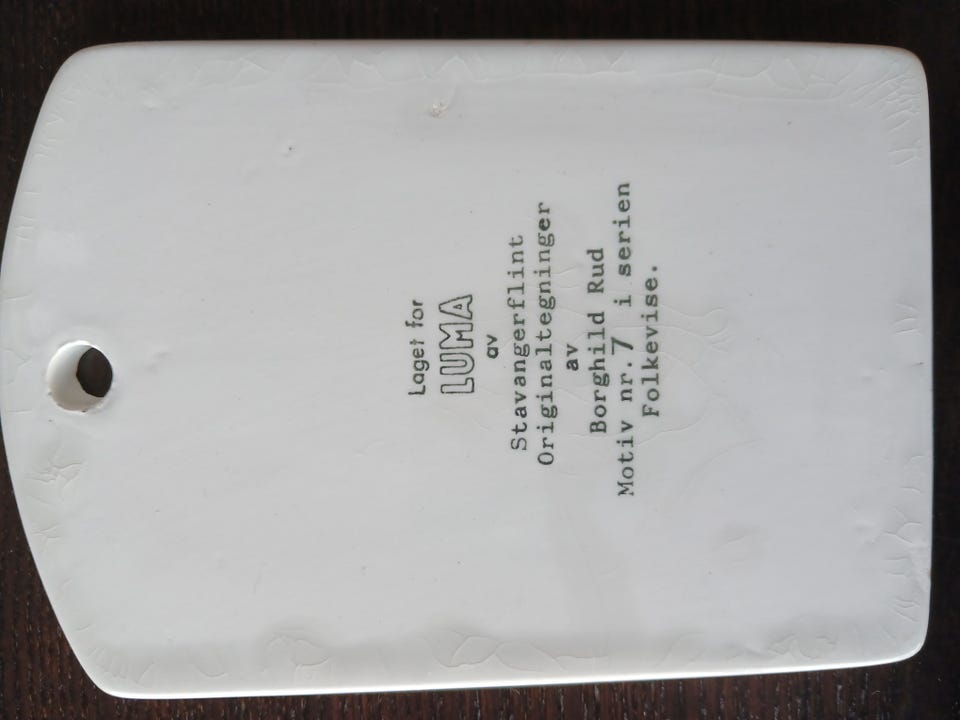 Laget for
LUMA
av
Stavangerflint
Originaltegninger
av
Borghild Rud
Motiv nr. 7 i serien
Folkevise.